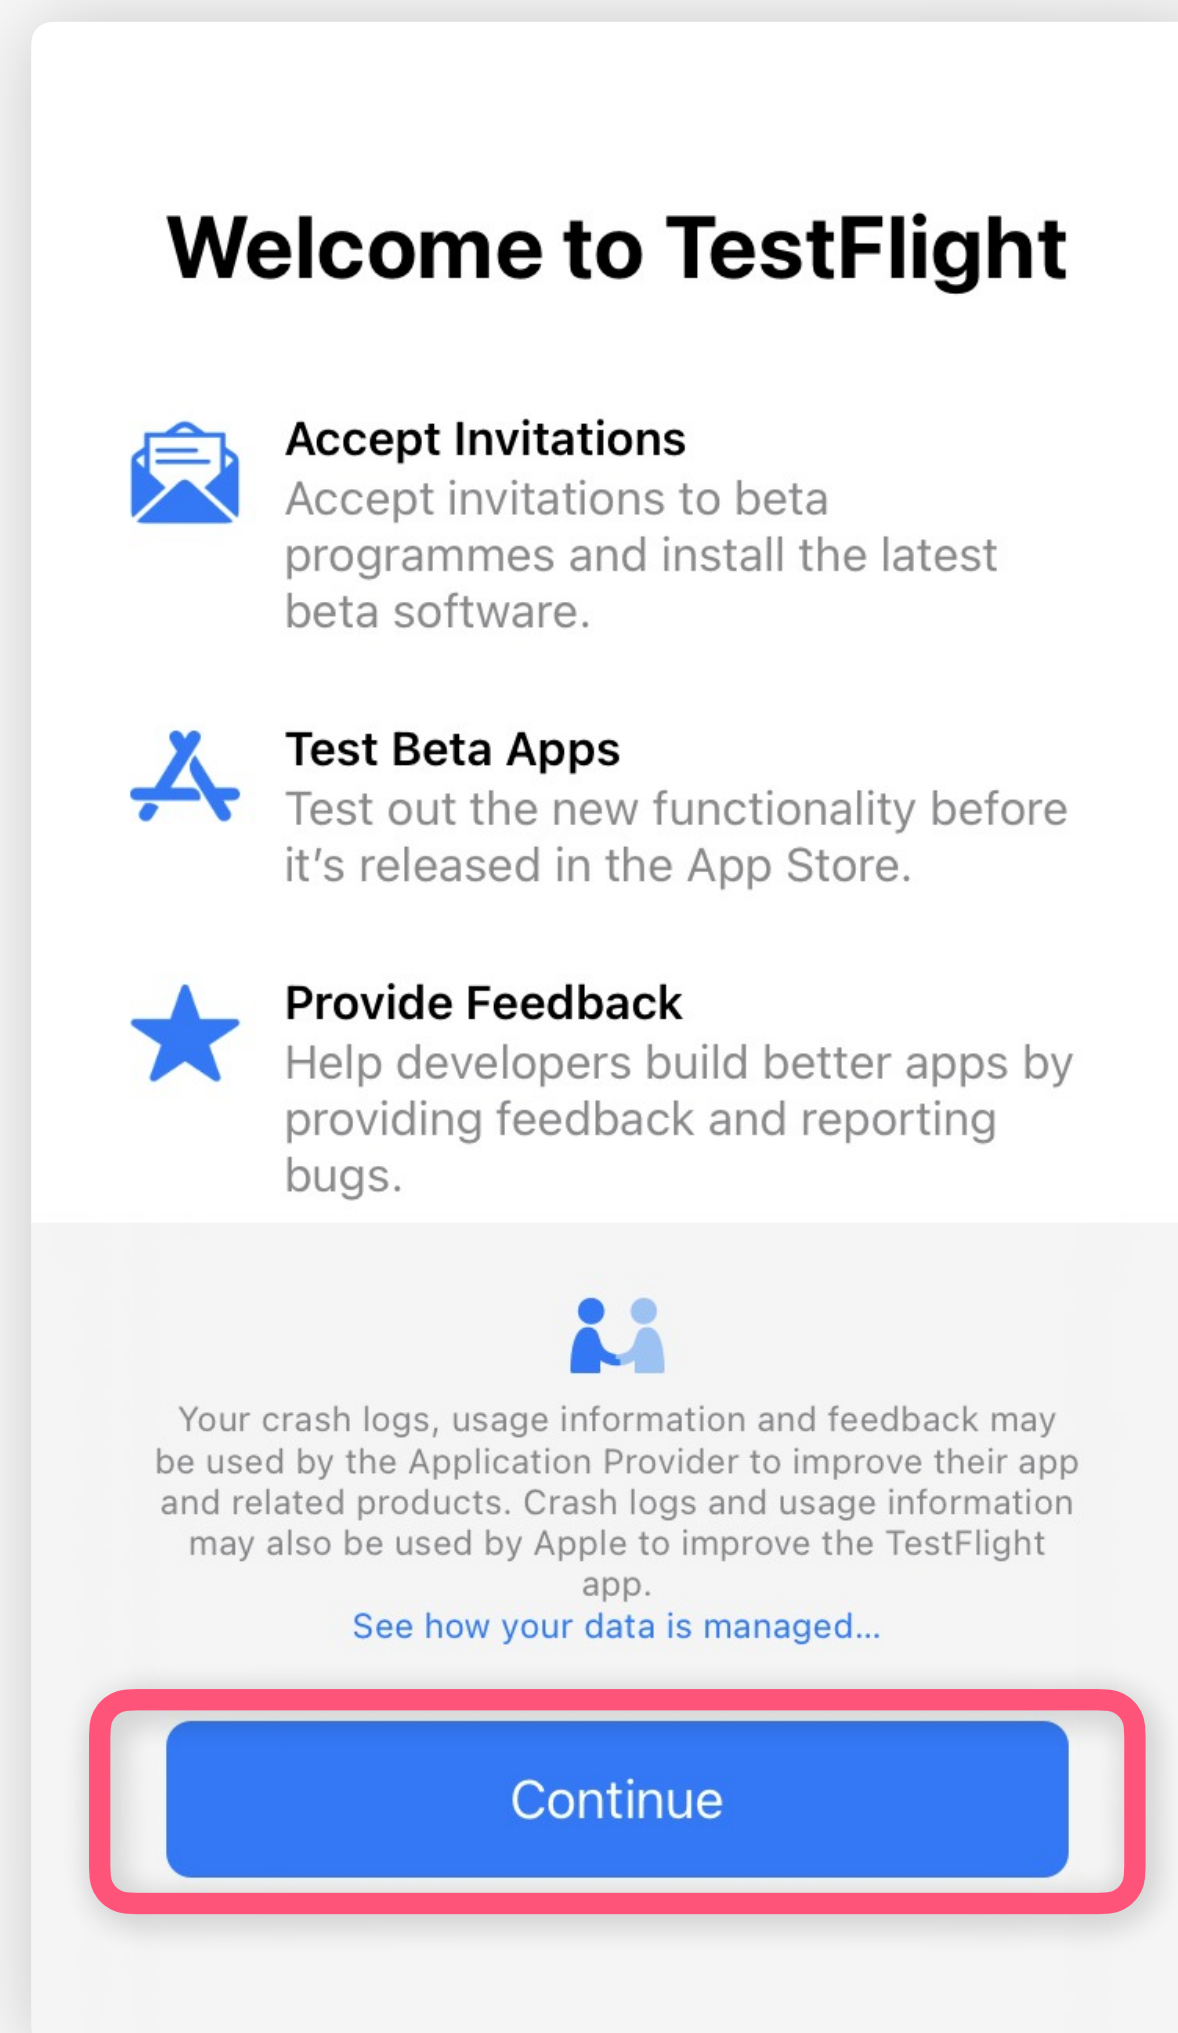 Welcome to TestFlight
Accept Invitations
Accept invitations to beta
programmes and install the latest
beta software.
Test Beta Apps
Test out the new functionality before
it’s released in the App Store.
Provide Feedback
Help developers build better apps by
providing feedback and reporting
bugs.
Your crash logs, usage information and feedback may
be used by the Application Provider to improve their app
and related products. Crash logs and usage information
may also be used by Apple to improve the TestFlight
app.
See how your data is managed...
Continue